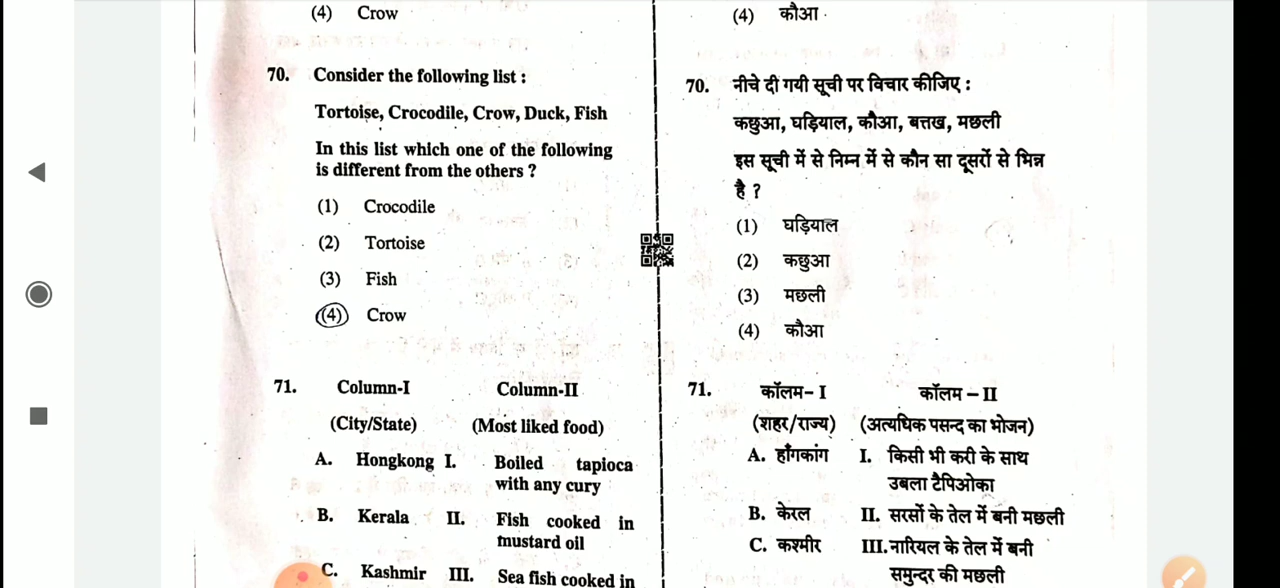 (4) Crow
70. Consider the following list :
Tortoise, Crocodile, Crow, Duck, Fish
In this list which one of the following
is different from the others ?
(1) Crocodile
(2) Tortoise
(3) Fish
(4) Crow
71. Column-I Column-II
(City/State) (Most liked food)
A. Hongkong I. Boiled tapioca
with any cury
B. Kerala II. Fish cooked in
mustard oil
C. Kashmir III. Sea fish cooked in
(4) कौआ
70. नीचे दी गयी सूची पर विचार कीजिए :
कछुआ, घड़ियाल, कौआ, बत्तख, मछली
इस सूची में से निम्न में से कौन सा दूसरों से भिन्न
है ?
(1) घड़ियाल
(2) कछुआ
(3) मछली
(4) कौआ
71. कॉलम- I कॉलम – II
(शहर/राज्य) (अत्यधिक पसन्द का भोजन)
A. हाँगकांग I. किसी भी करी के साथ
उबला टैपिओका
B. केरल II. सरसों के तेल में बनी मछली
C. कश्मीर III. नारियल के तेल में बनी
समुन्दर की मछली